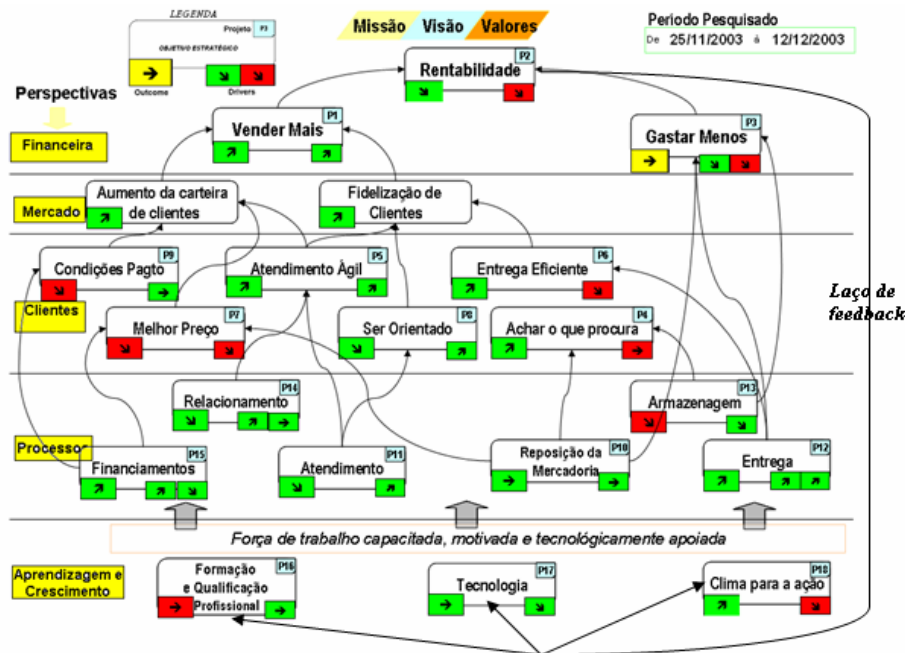 LEGENDA
Projeto P3
OBJETIVO ESTRATÉGICO
Outcome
Drivers
Missão Visão Valores
Periodo Pesquisado
De 25/11/2003 à 12/12/2003
Perspectivas
P2
Rentabilidade
Financeira
P1
Vender Mais
P3
Gastar Menos
Mercado
Aumento da carteira
de clientes
Fidelização de
Clientes
P9
Condições Pagto
P5
Atendimento Ágil
P6
Entrega Eficiente
Clientes
P7
Melhor Preço
P8
Ser Orientado
P4
Achar o que procura
Laço de
feedback
P14
Relacionamento
P13
Armazenagem
Processor
P15
Financiamentos
P11
Atendimento
P10
Reposição da
Mercadoria
P12
Entrega
Força de trabalho capacitada, motivada e tecnológicamente apoiada
Aprendizagem e
Crescimento
P16
Formação
e Qualificação
Profissional
P17
Tecnologia
P18
Clima para a ação